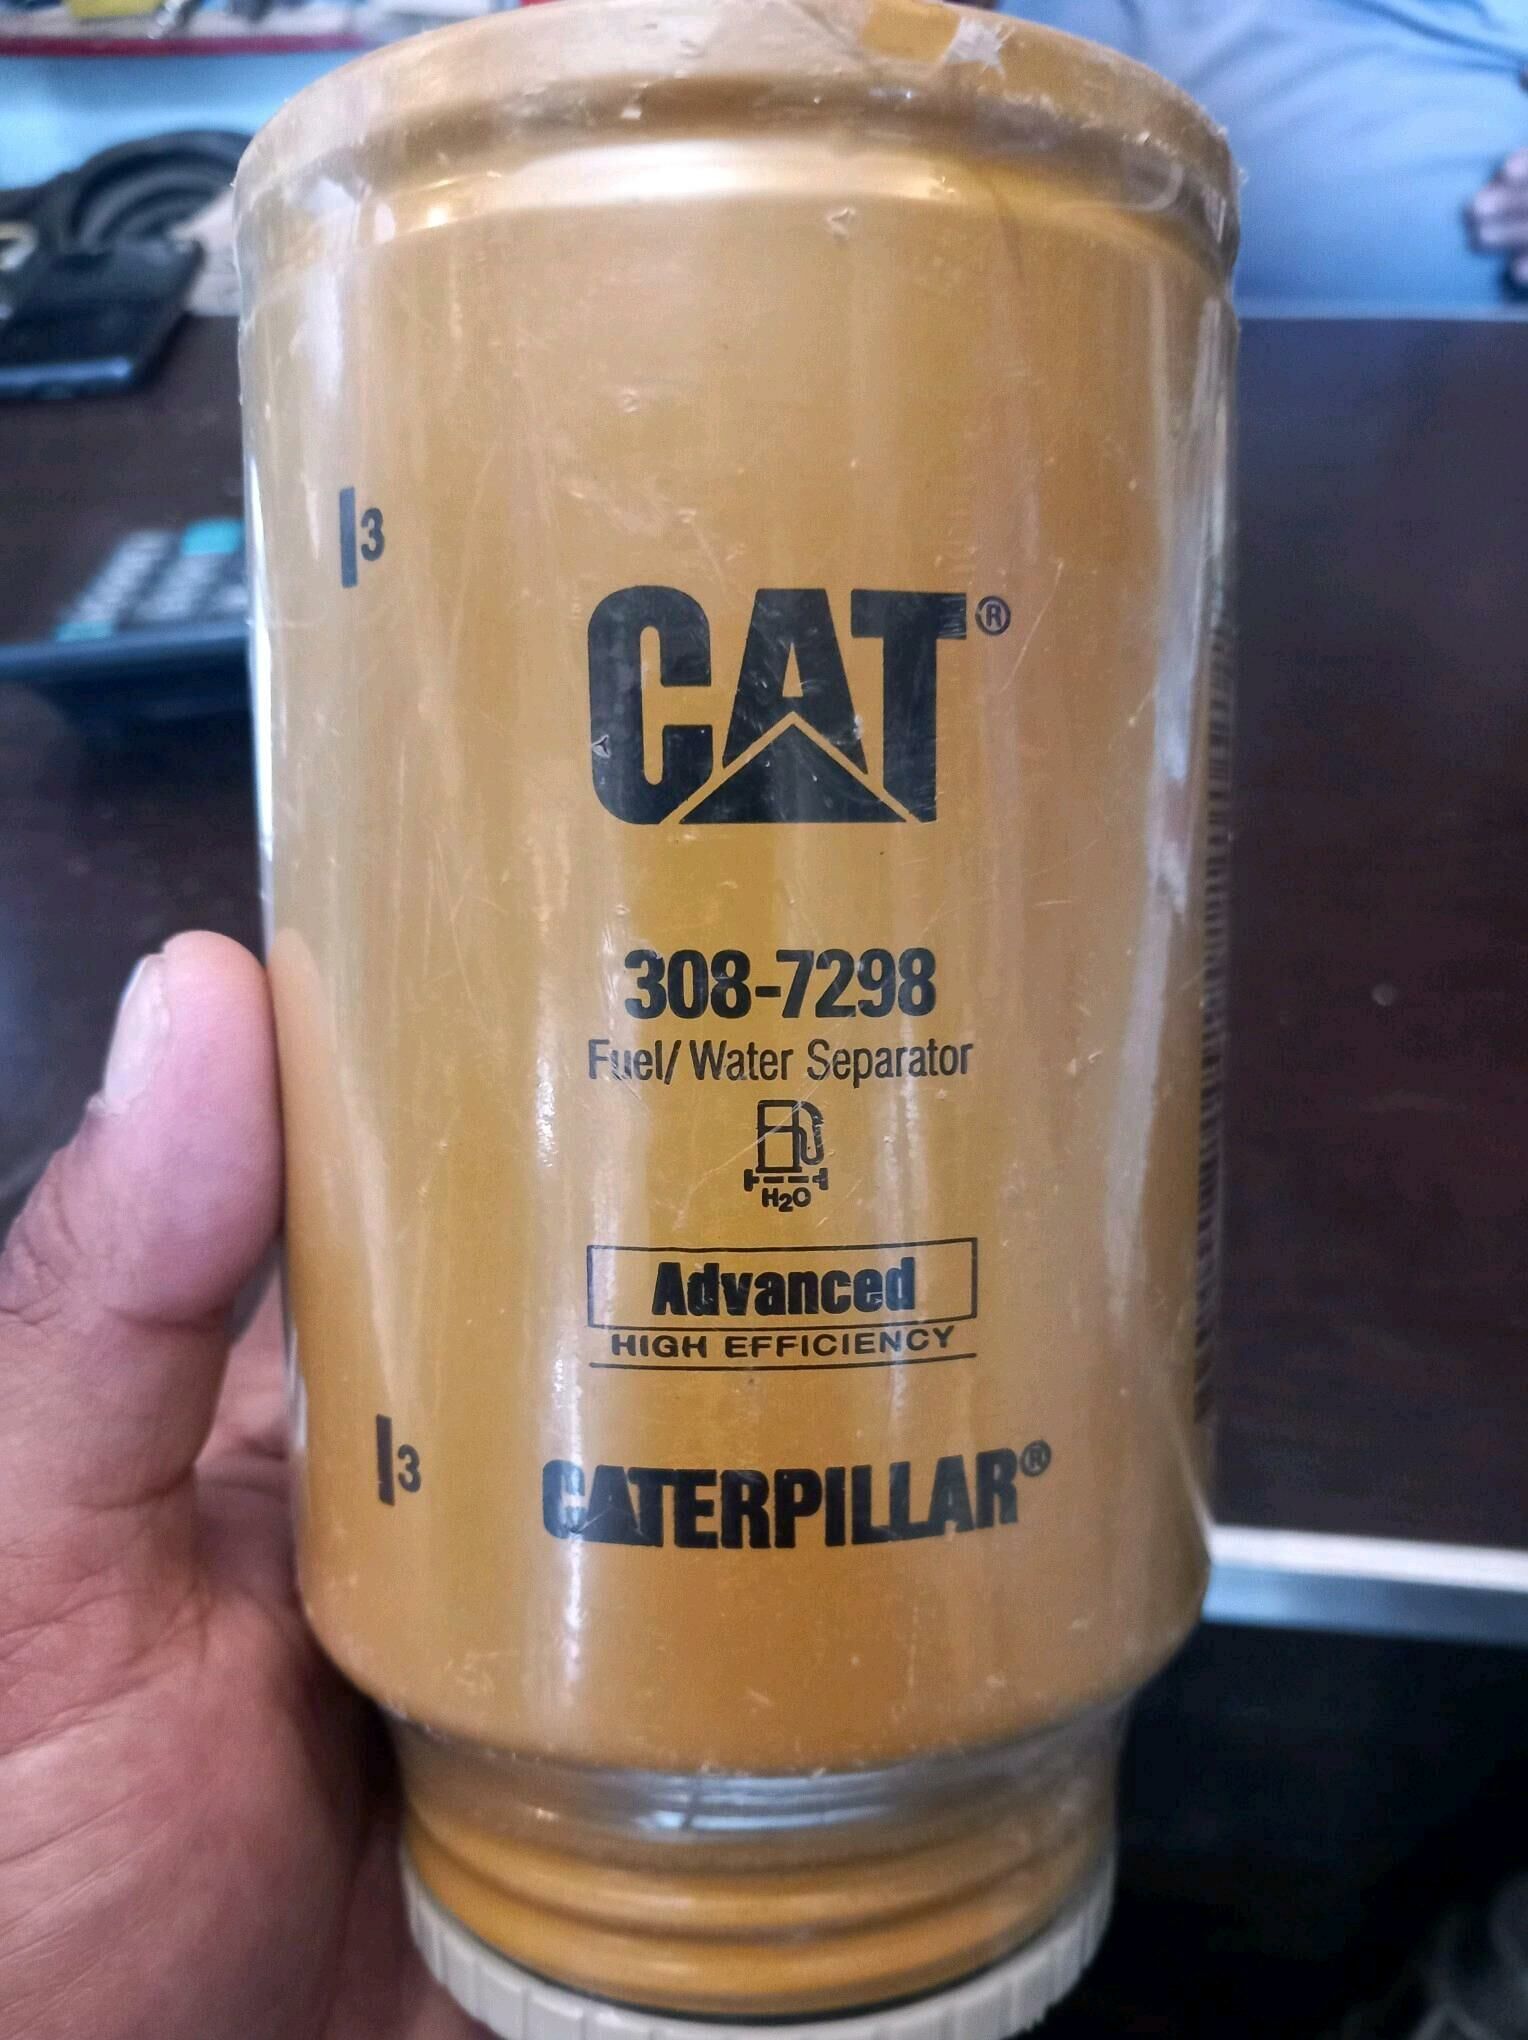 3
CAT®
308-7298
Fuel/ Water Separator
H₂O
Advanced
HIGH EFFICIENCY
3
CATERPILLAR®